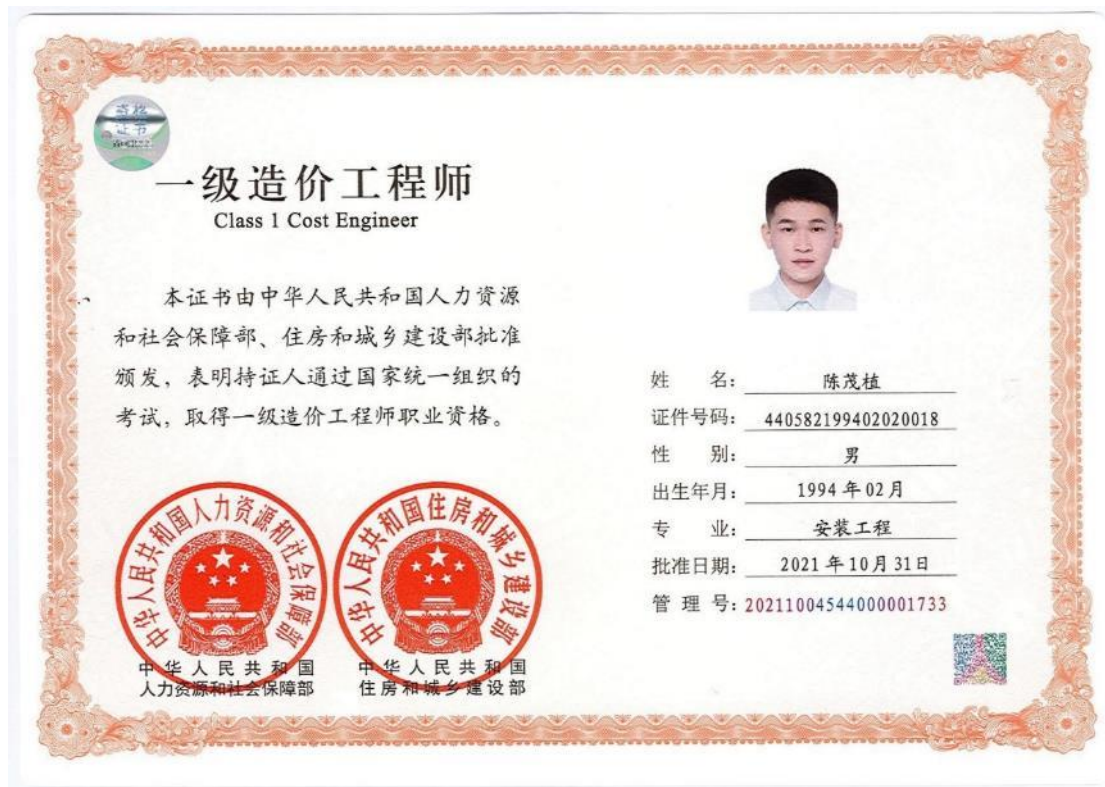 资格
证书
一级造价工程师
Class 1 Cost Engineer
本证书由中华人民共和国人力资源
和社会保障部、住房和城乡建设部批准
颁发，表明持证人通过国家统一组织的
考试，取得一级造价工程师职业资格。
姓 名： 陈茂植
证件号码： 440582199402020018
性 别： 男
出生年月： 1994年02月
专 业： 安装工程
批准日期： 2021年10月31日
管 理 号：20211004544000001733
中华人民共和国人力资源和社会保障部
中华人民共和国住房和城乡建设部
中华人民共和国
人力资源和社会保障部
中华人民共和国
住房和城乡建设部